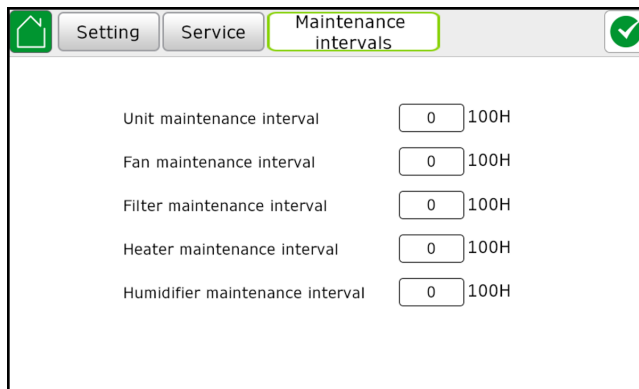 Setting
Service
Maintenance
intervals
Unit maintenance interval 0 100H
Fan maintenance interval 0 100H
Filter maintenance interval 0 100H
Heater maintenance interval 0 100H
Humidifier maintenance interval 0 100H